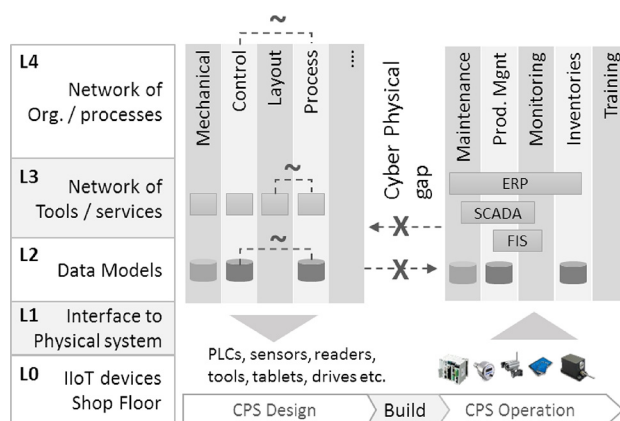 L4
Network of
Org. / processes
L3
Network of
Tools / services
L2
Data Models
L1
Interface to
Physical system
L0
IIoT devices
Shop Floor
~
Mechanical
Control
Layout
Process
....
~
~
Cyber Physical
gap
X
X
Maintenance
Prod. Mgnt
Monitoring
Inventories
Training
ERP
SCADA
FIS
PLCs, sensors, readers,
tools, tablets, drives etc.
CPS Design
Build
CPS Operation